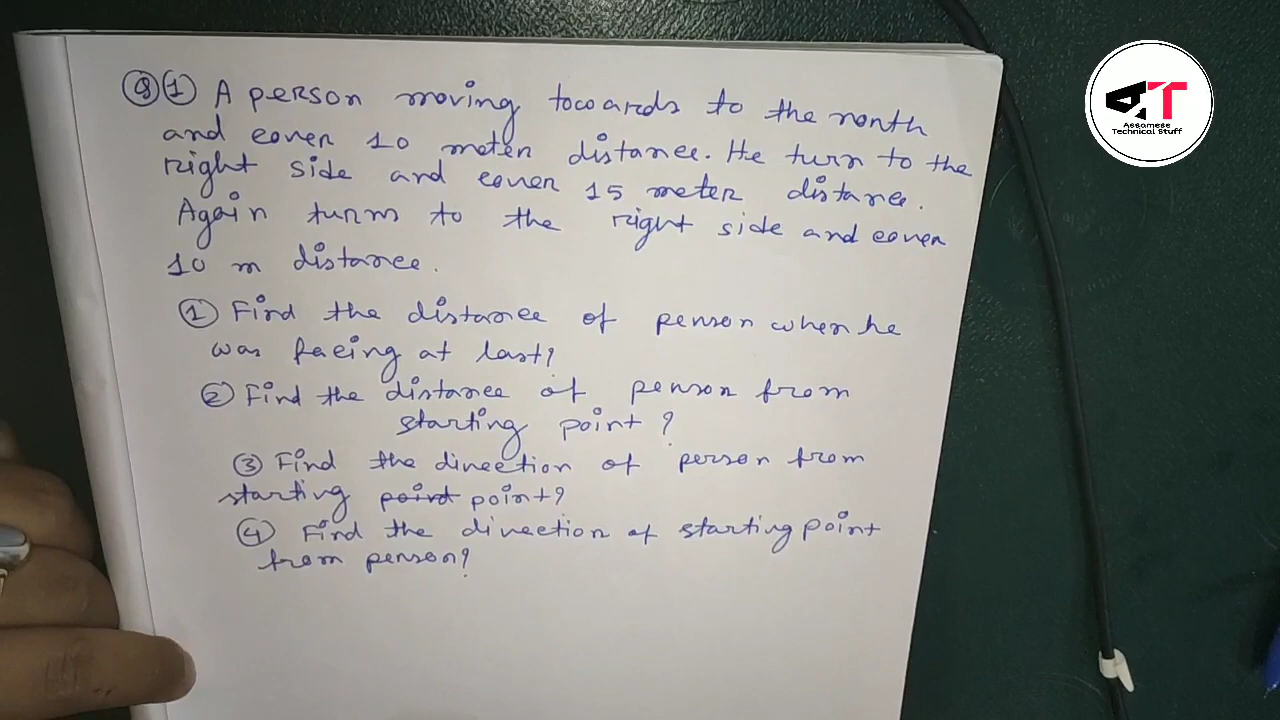 Q 1 A person moving towards to the north
and cover 10 meter distance. He turn to the
right side and cover 15 meter distance.
Again turns to the right side and cover
10 m distance.
1 Find the distance of person when he
was facing at last?
2 Find the distance of person from
starting point?
3 Find the direction of person from
starting point point?
4 Find the direction of starting point
from person?
AT
Assamese
Technical Stuff